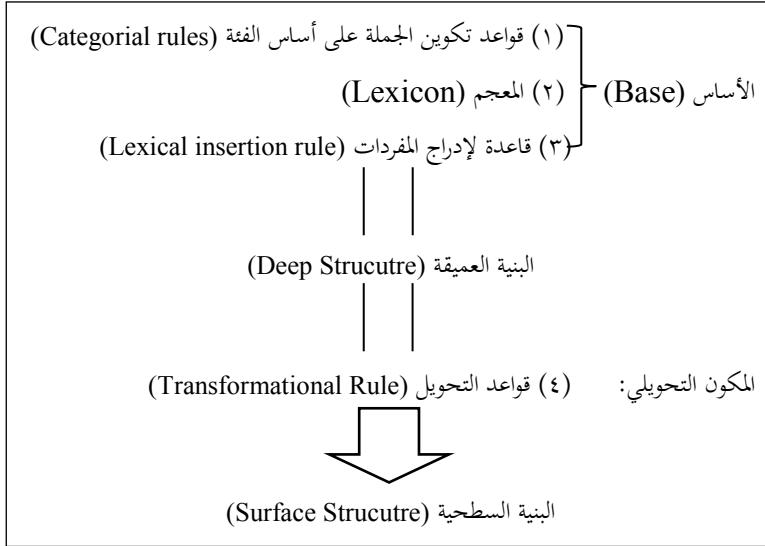 (١) قواعد تكوين الجملة على أساس الفئة (Categorial rules)
الأساس (Base) (٢) المعجم (Lexicon)
(٣) قاعدة لإدراج المفردات (Lexical insertion rule)
البنية العميقة (Deep Strucutre)
المكون التحويلي: (٤) قواعد التحويل (Transformational Rule)
البنية السطحية (Surface Strucutre)